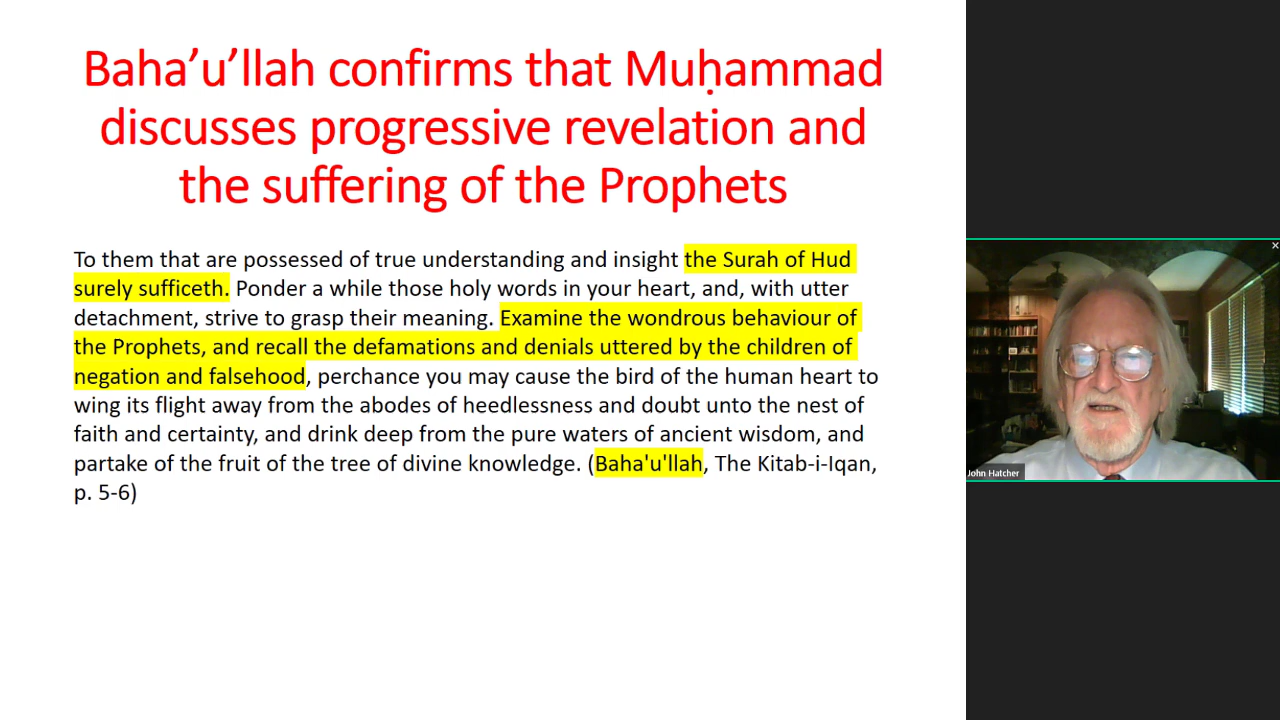 Baha’u’llah confirms that Muḥammad
discusses progressive revelation and
the suffering of the Prophets
To them that are possessed of true understanding and insight the Surah of Hud
surely sufficeth. Ponder a while those holy words in your heart, and, with utter
detachment, strive to grasp their meaning. Examine the wondrous behaviour of
the Prophets, and recall the defamations and denials uttered by the children of
negation and falsehood, perchance you may cause the bird of the human heart to
wing its flight away from the abodes of heedlessness and doubt unto the nest of
faith and certainty, and drink deep from the pure waters of ancient wisdom, and
partake of the fruit of the tree of divine knowledge. (Baha'u'llah, The Kitab-i-Iqan,
p. 5-6)
John Hatcher